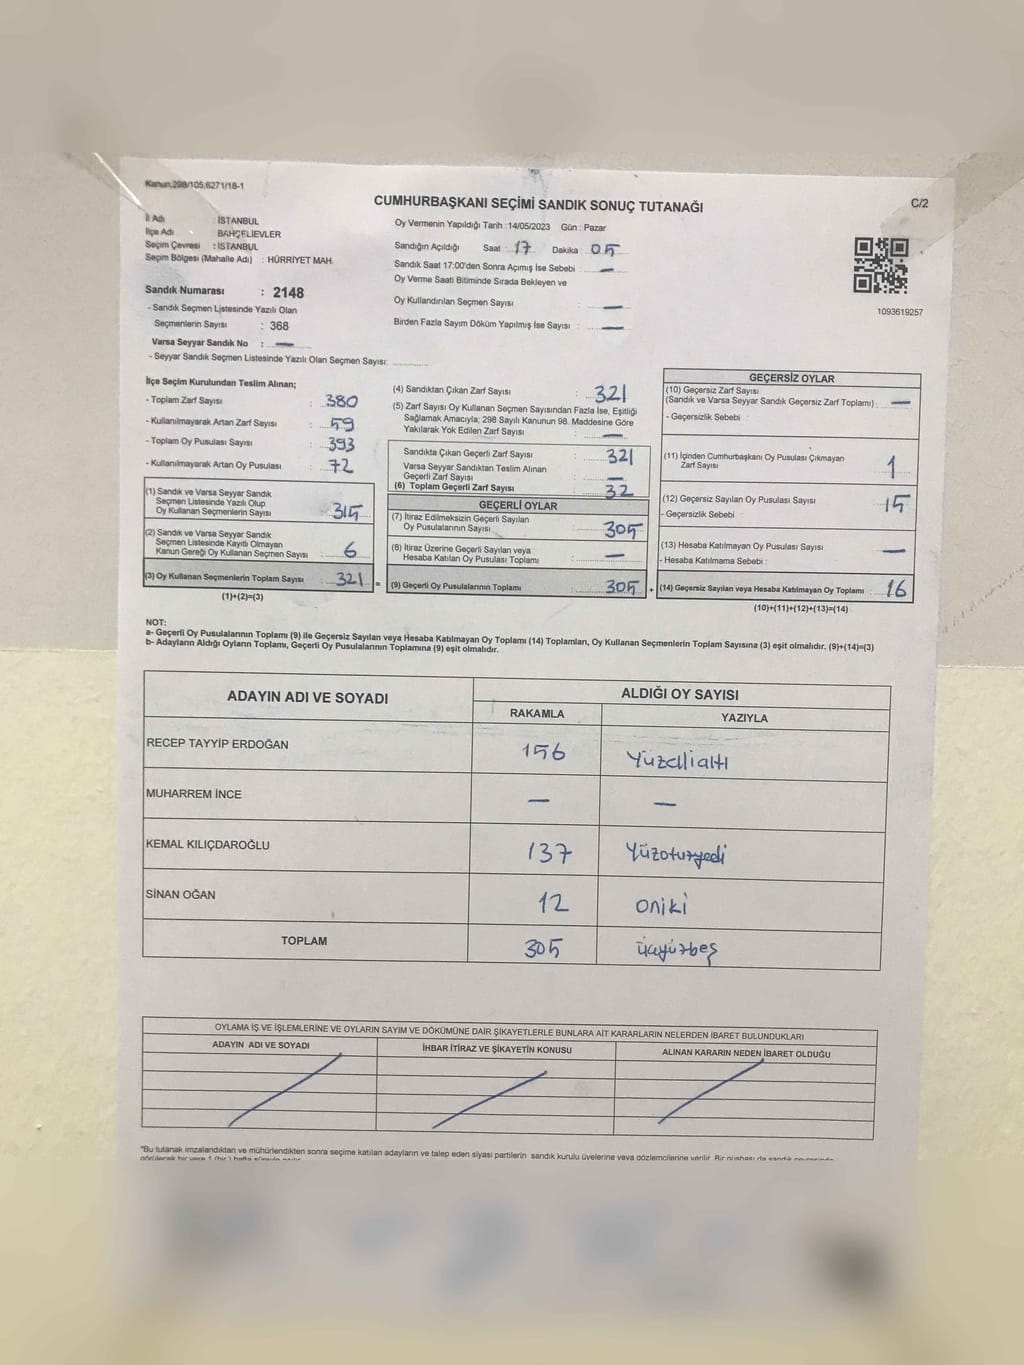 Kanun.298/105;6271/18-1
C/2
CUMHURBAŞKANI SEÇİMİ SANDIK SONUÇ TUTANAĞI
İl Adı : İSTANBUL
İlçe Adı : BAHÇELİEVLER
Seçim Çevresi : İSTANBUL
Seçim Bölgesi (Mahalle Adı) : HÜRRİYET MAH.
Sandık Numarası : 2148
- Sandık Seçmen Listesinde Yazılı Olan
Seçmenlerin Sayısı : 368
Varsa Seyyar Sandık No : —
- Seyyar Sandık Seçmen Listesinde Yazılı Olan Seçmen Sayısı:
Oy Vermenin Yapıldığı Tarih :14/05/2023 Gün : Pazar
Sandığın Açıldığı Saat : 17 Dakika : 05
Sandık Saat 17:00'den Sonra Açımış İse Sebebi : —
Oy Verme Saati Bitiminde Sırada Bekleyen ve
Oy Kullandırılan Seçmen Sayısı : —
Birden Fazla Sayım Döküm Yapılmış İse Sayısı : —
1093619257
İlçe Seçim Kurulundan Teslim Alınan;
- Toplam Zarf Sayısı : 380
- Kullanılmayarak Artan Zarf Sayısı : 59
- Toplam Oy Pusulası Sayısı : 393
- Kullanılmayarak Artan Oy Pusulası : 72
(1) Sandık ve Varsa Seyyar Sandık
Seçmen Listesinde Yazılı Olup
Oy Kullanan Seçmenlerin Sayısı : 315
(2) Sandık ve Varsa Seyyar Sandık
Seçmen Listesinde Kayıtlı Olmayan
Kanun Gereği Oy Kullanan Seçmen Sayısı : 6
(3) Oy Kullanan Seçmenlerin Toplam Sayısı : 321 =
(1)+(2)=(3)
(4) Sandıktan Çıkan Zarf Sayısı : 321
(5) Zarf Sayısı Oy Kullanan Seçmen Sayısından Fazla İse, Eşitliği
Sağlamak Amacıyla; 298 Sayılı Kanunun 98. Maddesine Göre
Yakılarak Yok Edilen Zarf Sayısı : —
Sandıkta Çıkan Geçerli Zarf Sayısı : 321
Varsa Seyyar Sandıktan Teslim Alınan
Geçerli Zarf Sayısı : —
(6) Toplam Geçerli Zarf Sayısı : 32
GEÇERLİ OYLAR
(7) İtiraz Edilmeksizin Geçerli Sayılan
Oy Pusulalarının Sayısı : 305
(8) İtiraz Üzerine Geçerli Sayılan veya
Hesaba Katılan Oy Pusulası Toplamı : —
(9) Geçerli Oy Pusulalarının Toplamı : 305 +
GEÇERSİZ OYLAR
(10) Geçersiz Zarf Sayısı
(Sandık ve Varsa Seyyar Sandık Geçersiz Zarf Toplamı) : —
- Geçersizlik Sebebi :
(11) İçinden Cumhurbaşkanı Oy Pusulası Çıkmayan
Zarf Sayısı : 1
(12) Geçersiz Sayılan Oy Pusulası Sayısı : 15
- Geçersizlik Sebebi :
(13) Hesaba Katılmayan Oy Pusulası Sayısı : —
- Hesaba Katılmama Sebebi :
(14) Geçersiz Sayılan veya Hesaba Katılmayan Oy Toplamı : 16
(10)+(11)+(12)+(13)=(14)
NOT:
a- Geçerli Oy Pusulalarının Toplamı (9) ile Geçersiz Sayılan veya Hesaba Katılmayan Oy Toplamı (14) Toplamları, Oy Kullanan Seçmenlerin Toplam Sayısına (3) eşit olmalıdır. (9)+(14)=(3)
b- Adayların Aldığı Oyların Toplamı, Geçerli Oy Pusulalarının Toplamına (9) eşit olmalıdır.
ADAYIN ADI VE SOYADI ALDIĞI OY SAYISI
RAKAMLA YAZIYLA
RECEP TAYYİP ERDOĞAN 156 Yüzellialtı
MUHARREM İNCE — —
KEMAL KILIÇDAROĞLU 137 Yüzotuzyedi
SİNAN OĞAN 12 oniki
TOPLAM 305 üçyüzbeş
OYLAMA İŞ VE İŞLEMLERİNE VE OYLARIN SAYIM VE DÖKÜMÜNE DAİR ŞİKAYETLERLE BUNLARA AİT KARARLARIN NELERDEN İBARET BULUNDUKLARI
ADAYIN ADI VE SOYADI İHBAR İTİRAZ VE ŞİKAYETİN KONUSU ALINAN KARARIN NEDEN İBARET OLDUĞU
*Bu tutanak imzalandıktan ve mühürlendikten sonra seçime katılan adayların ve talep eden siyasi partilerin sandık kurulu üyelerine veya gözlemcilerine verilir. Bir nüshası da sandık çevresinde